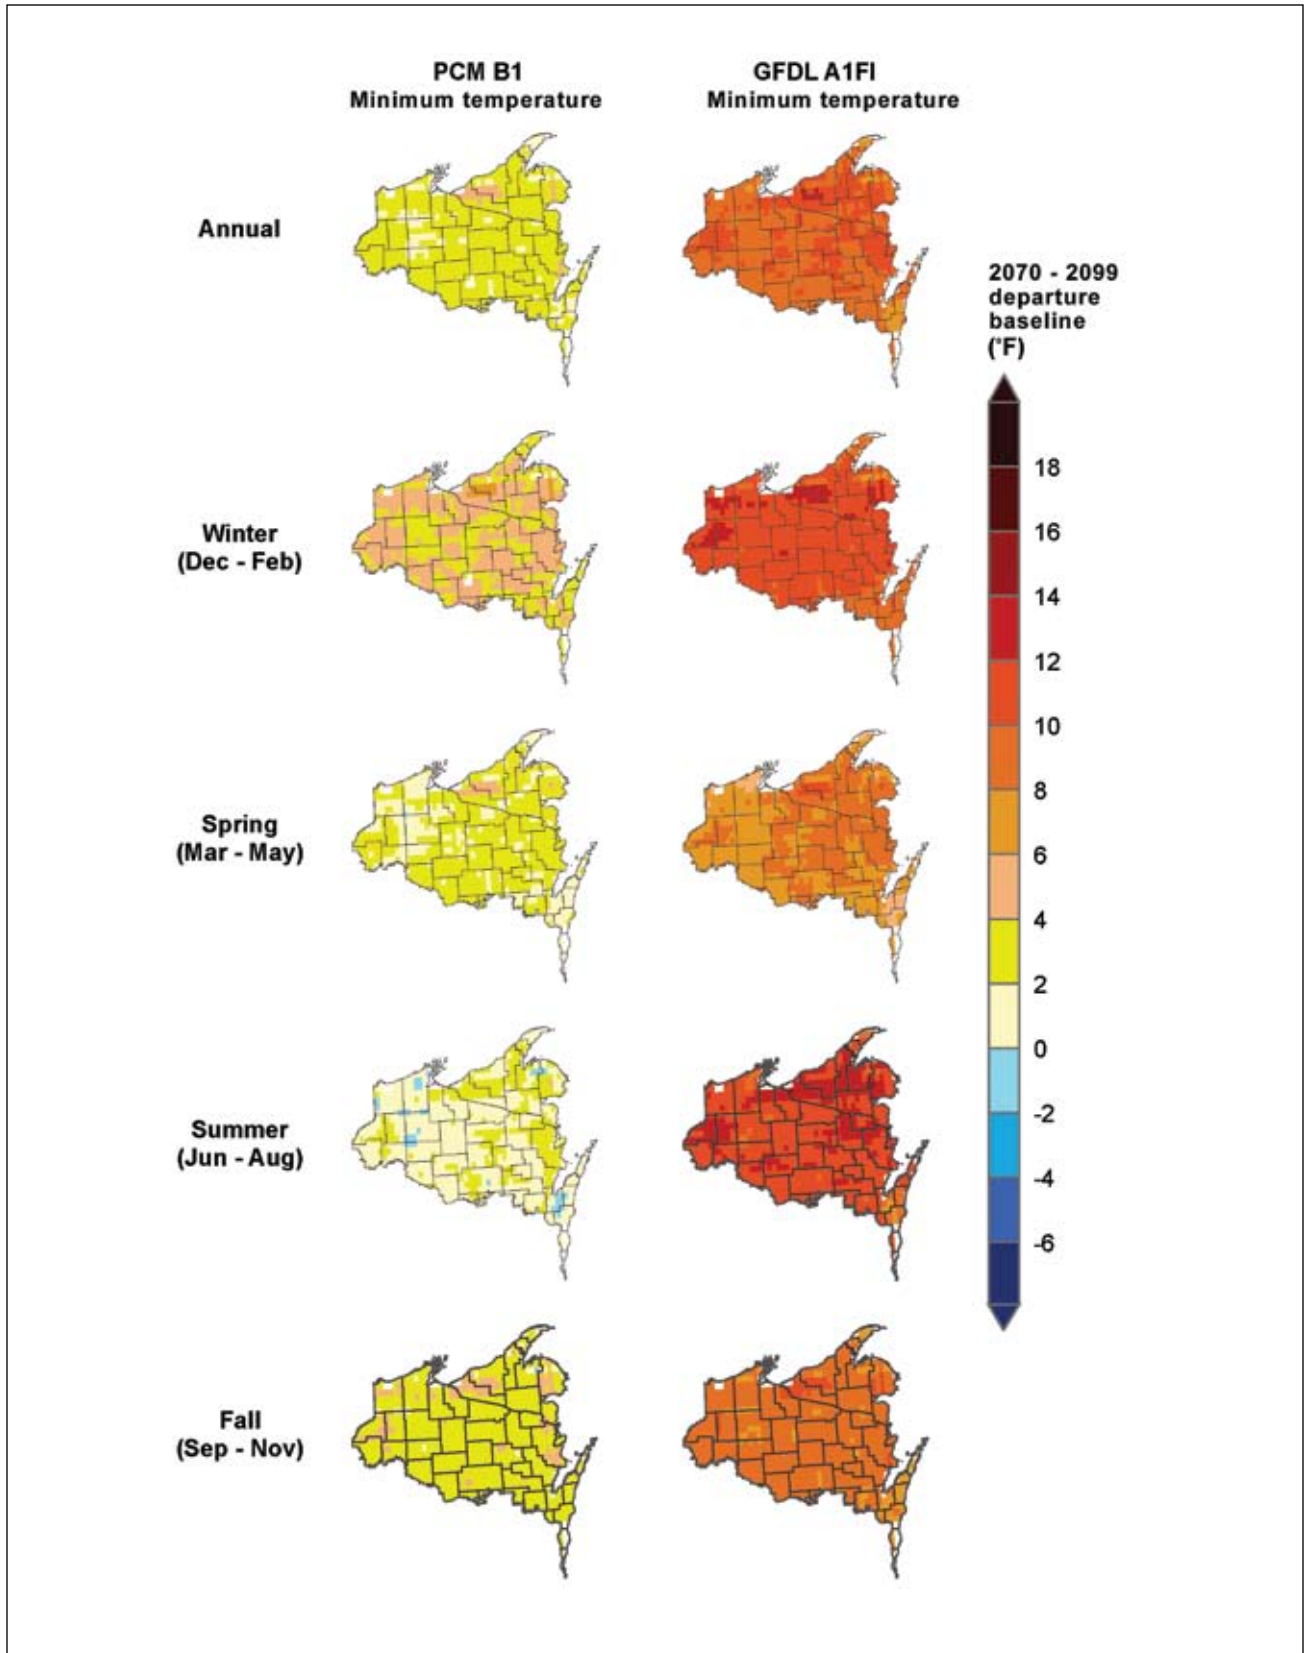 PCM B1
Minimum temperature
GFDL A1FI
Minimum temperature
Annual
Winter
(Dec - Feb)
Spring
(Mar - May)
Summer
(Jun - Aug)
Fall
(Sep - Nov)
2070 - 2099
departure
baseline
(°F)
18
16
14
12
10
8
6
4
2
0
-2
-4
-6